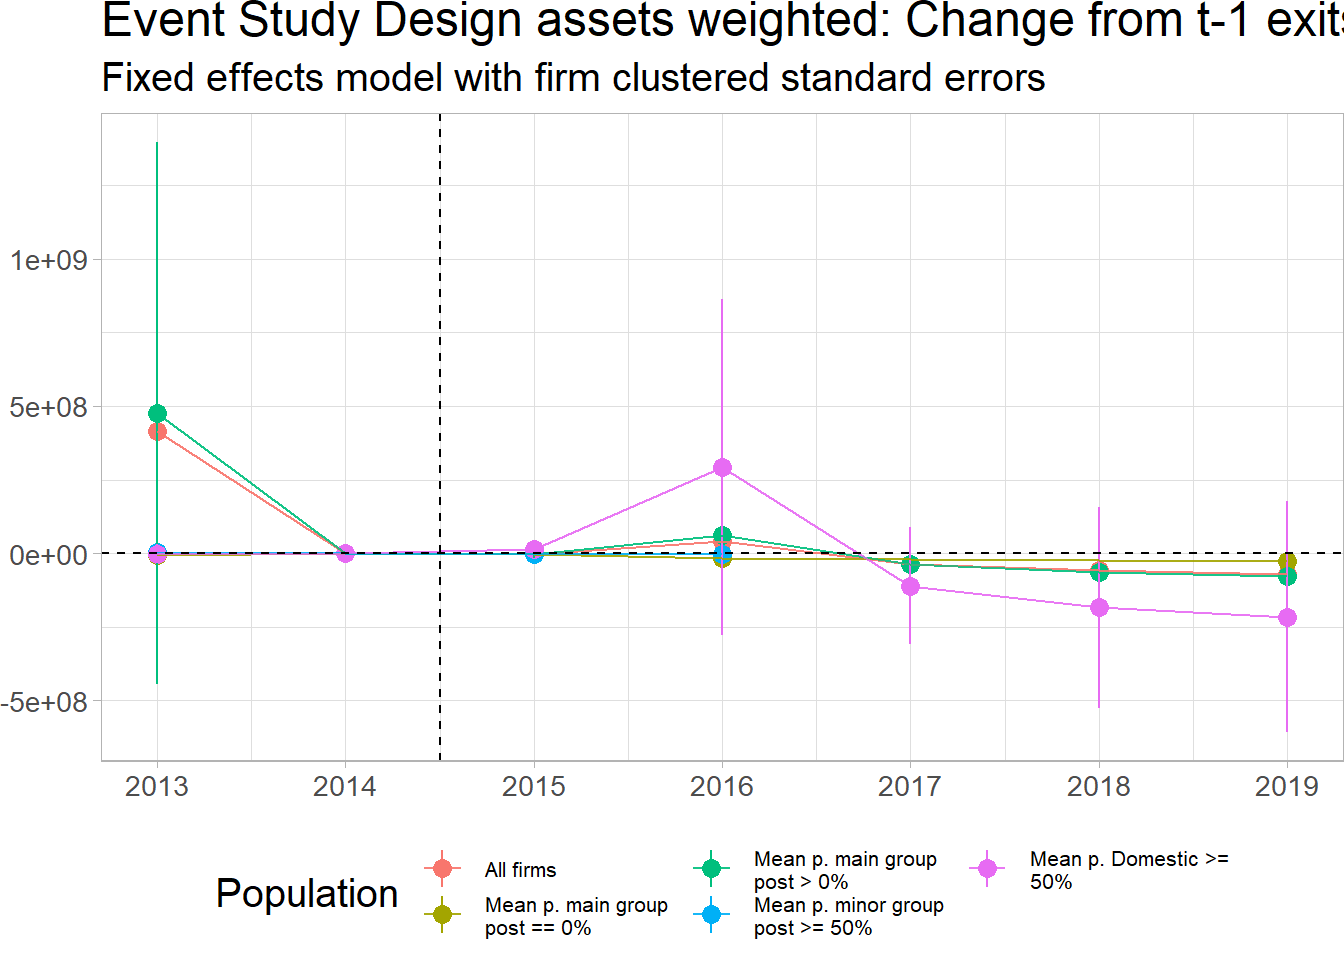 Event Study Design assets weighted: Change from t-1 exits
Fixed effects model with firm clustered standard errors
1e+09
5e+08
0e+00
-5e+08
2013 2014 2015 2016 2017 2018 2019
Population
All firms
Mean p. main group
post == 0%
Mean p. main group
post > 0%
Mean p. minor group
post >= 50%
Mean p. Domestic >=
50%